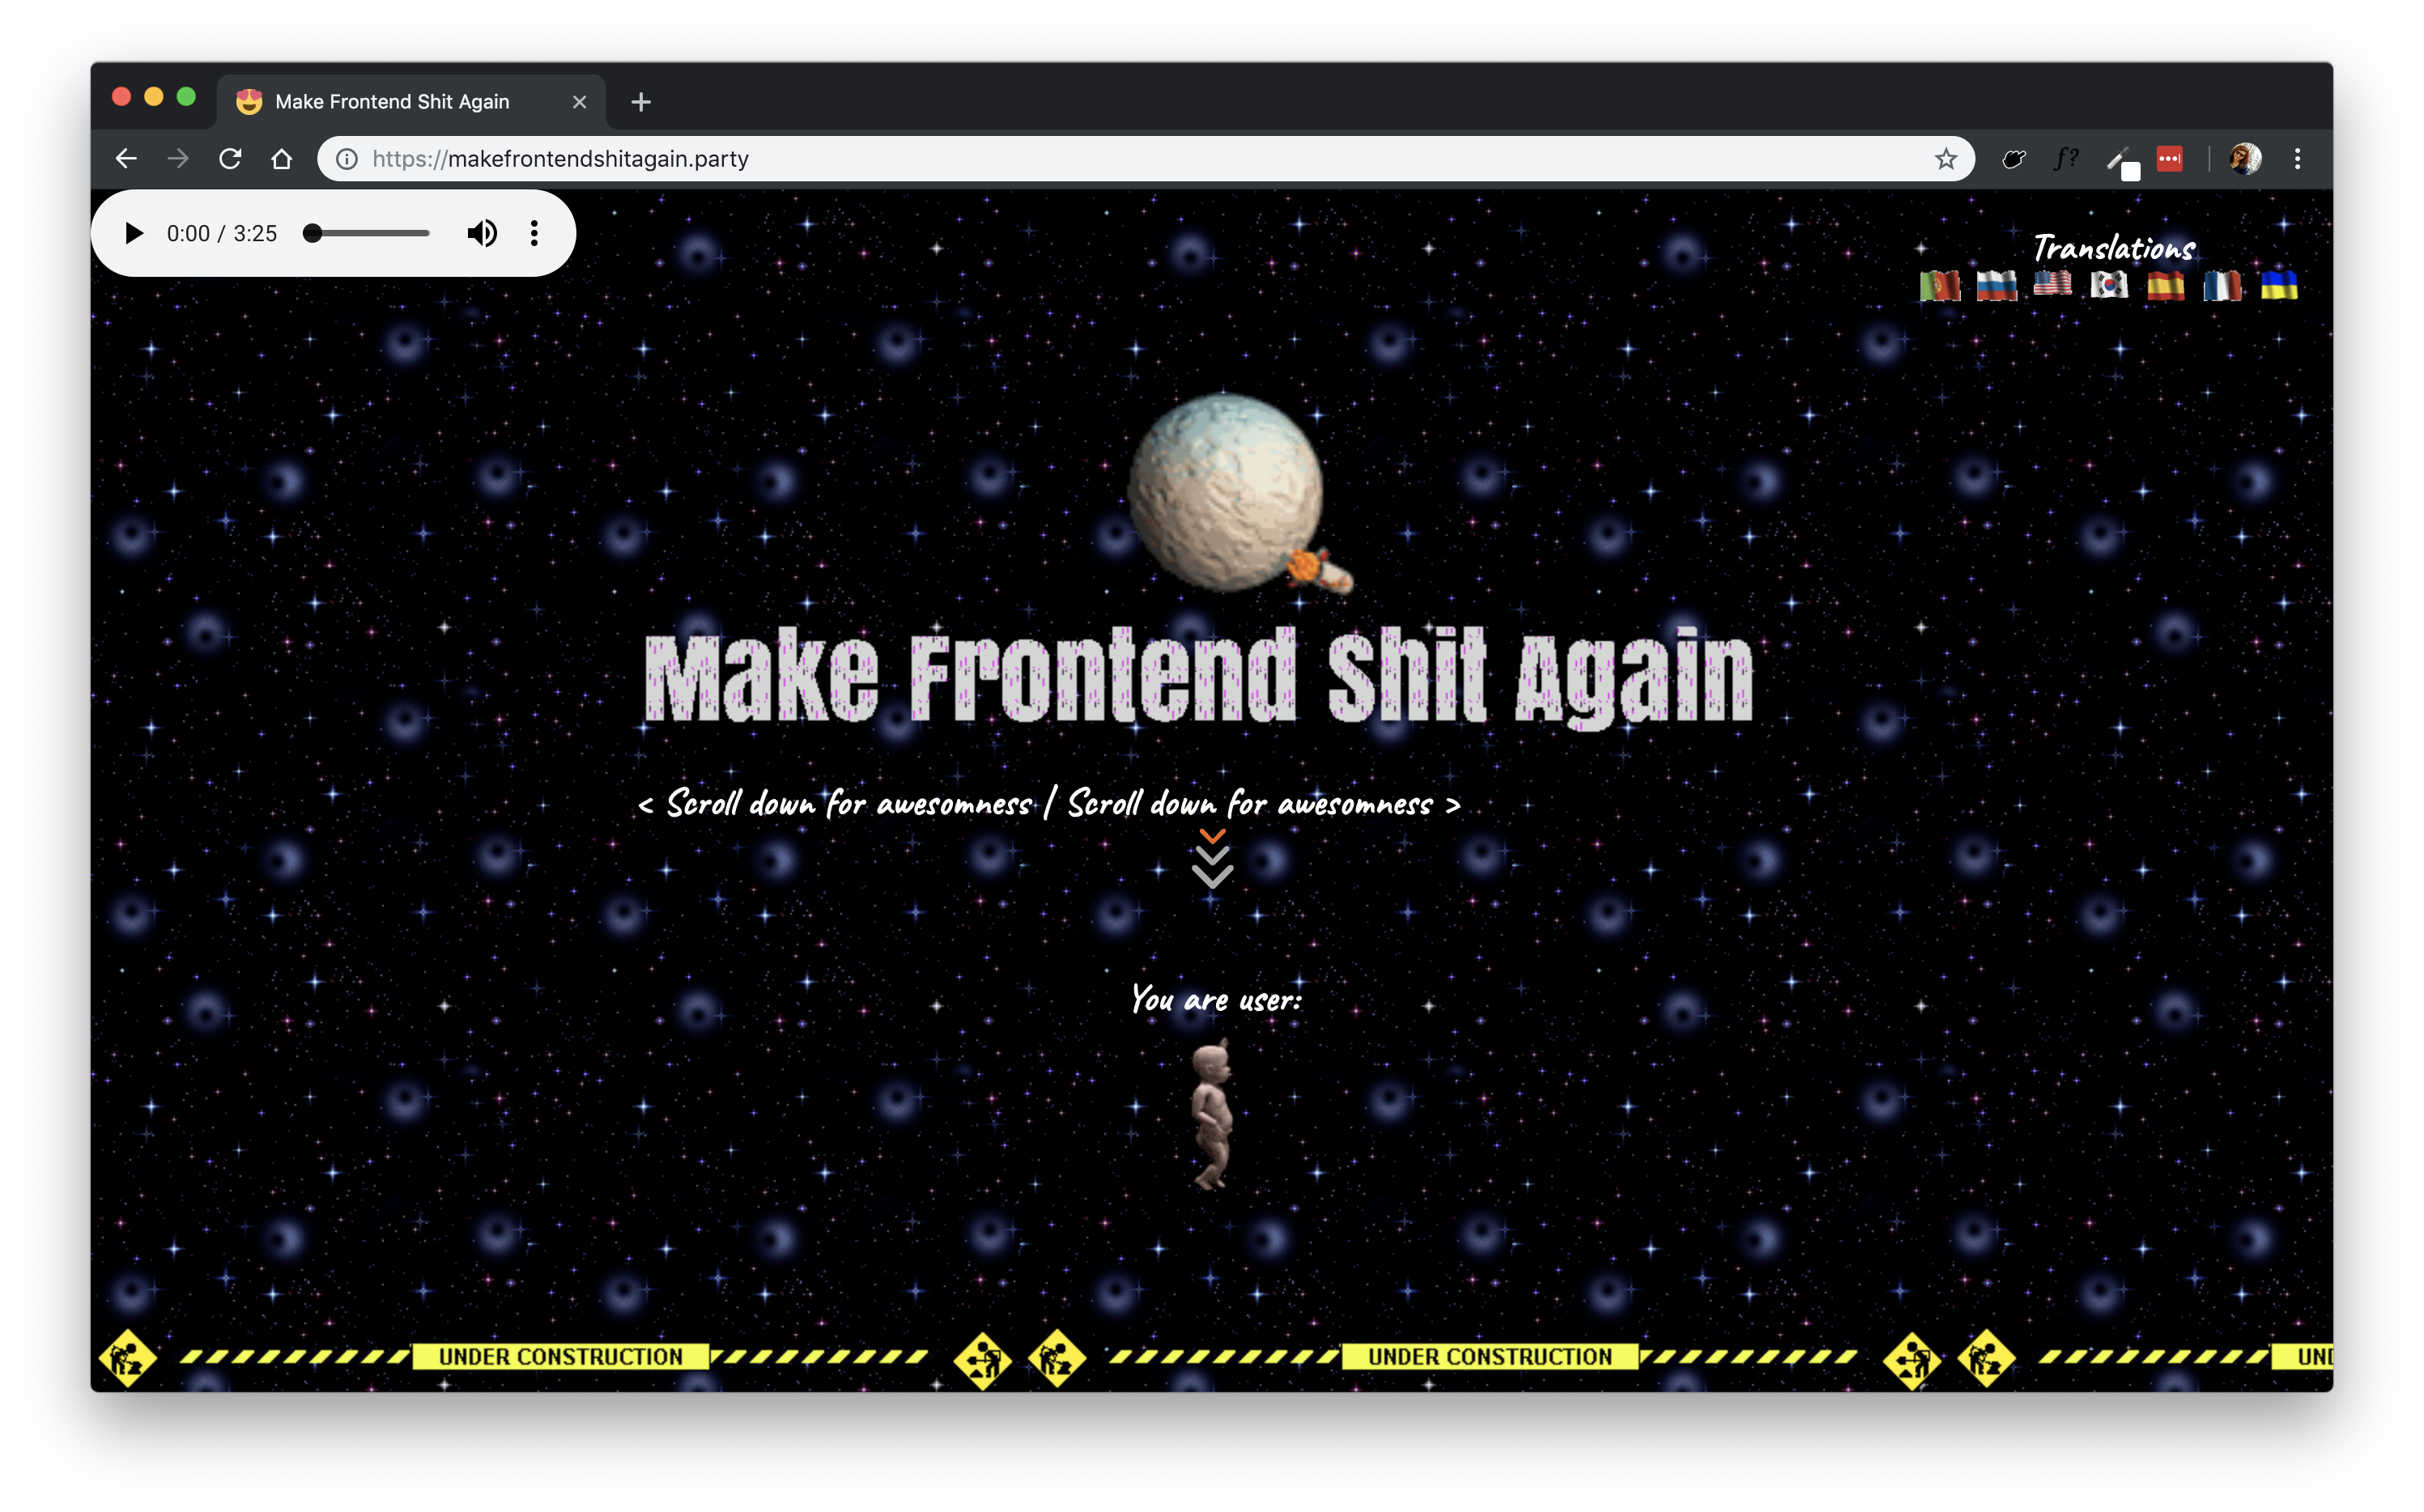 Make Frontend Shit Again
https://makefrontendshitagain.party
f?
0:00 / 3:25
Translations
Make Frontend Shit Again
< Scroll down for awesomness / Scroll down for awesomness >
You are user:
UNDER CONSTRUCTION UNDER CONSTRUCTION UND